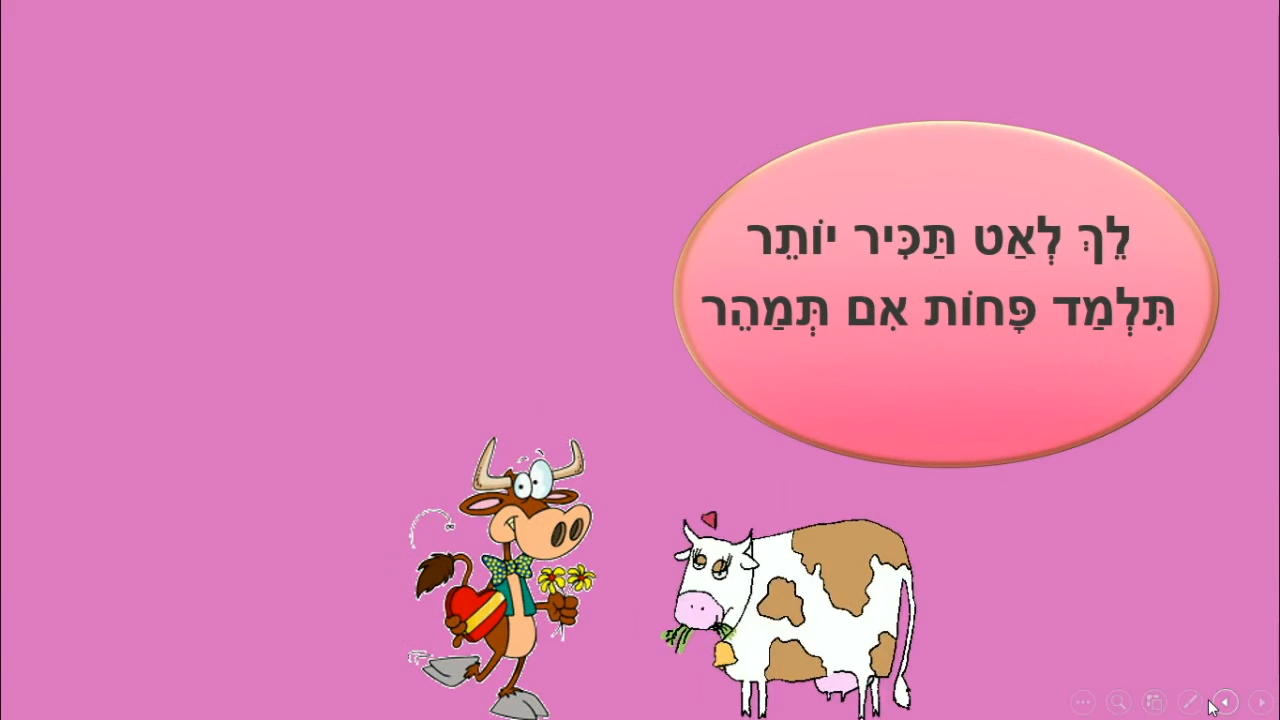 לֵךְ לְאַט תַּכִּיר יוֹתֵר
תִּלְמַד פָּחוֹת אִם תְּמַהֵר